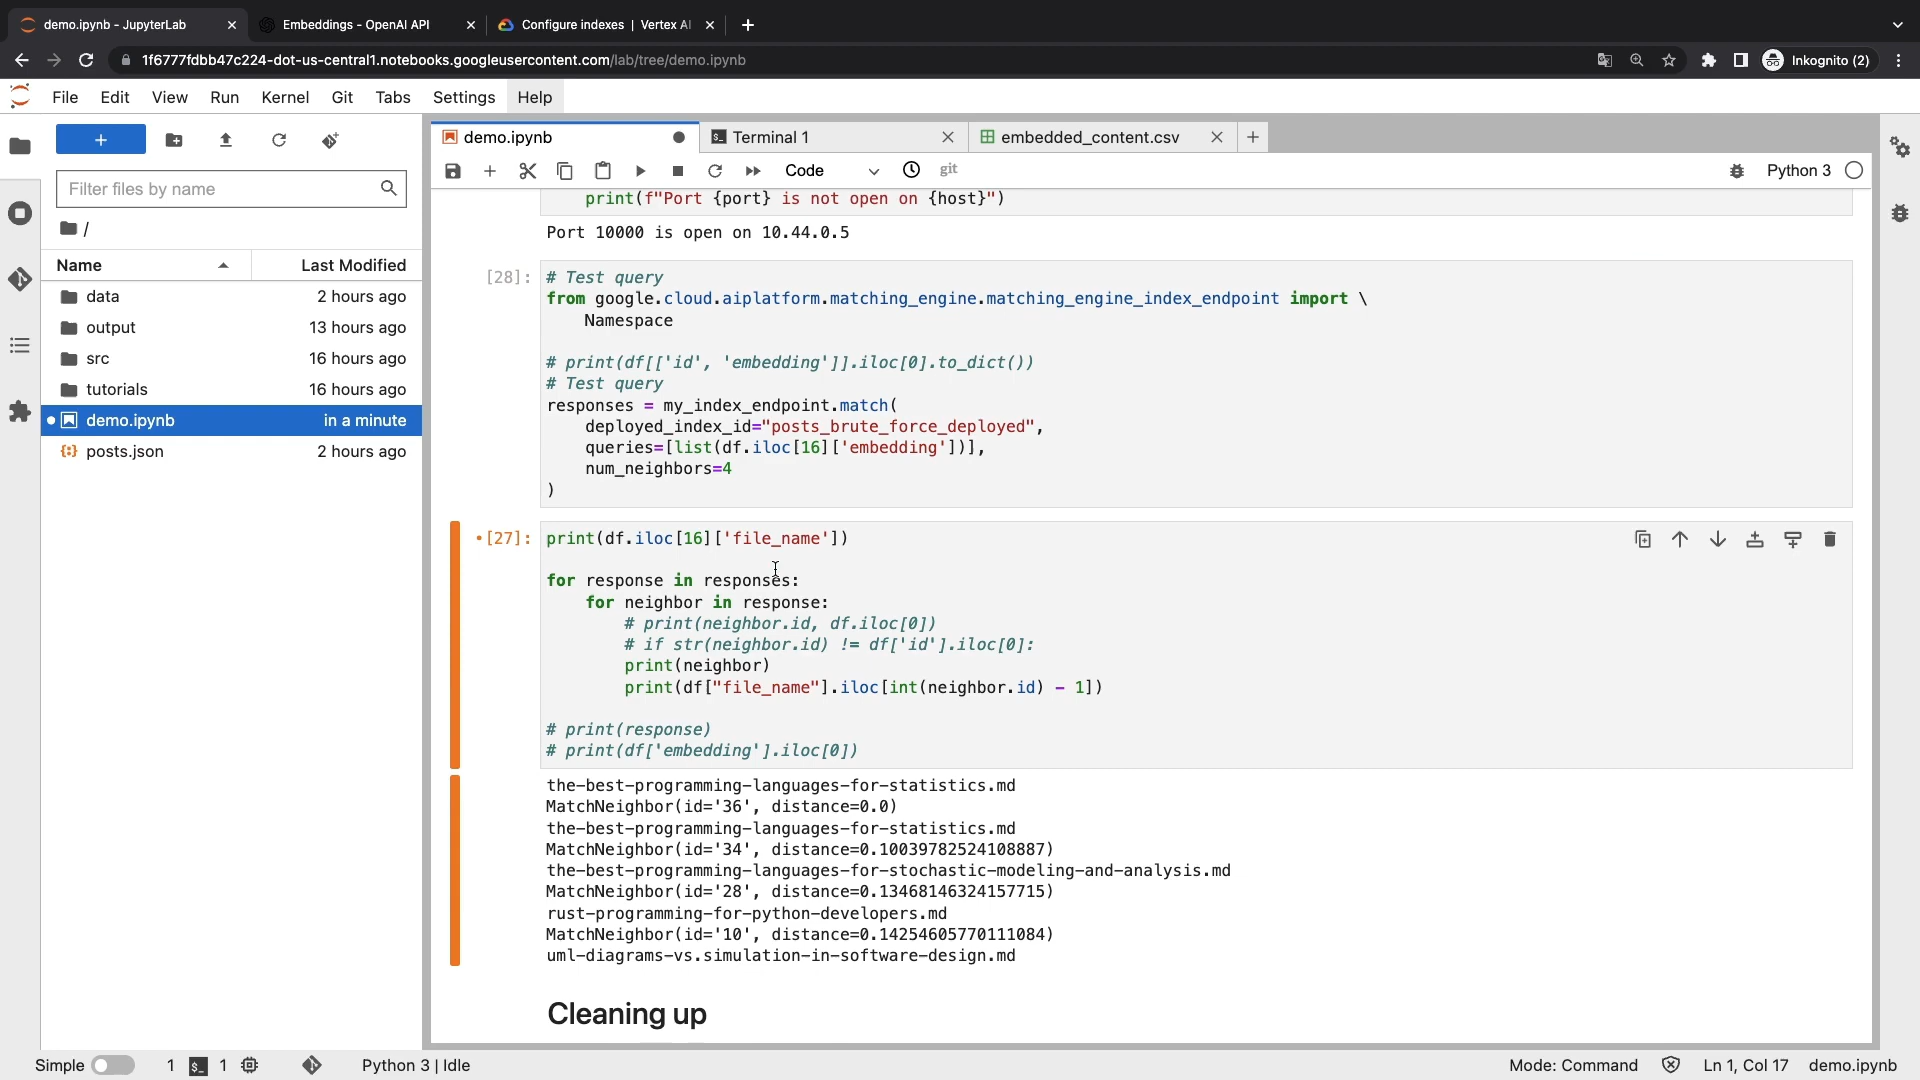 demo.ipynb - JupyterLab
Embeddings - OpenAI API
Configure indexes | Vertex AI
1f6777fdbb47c224-dot-us-central1.notebooks.googleusercontent.com/lab/tree/demo.ipynb
Inkognito (2)
File Edit View Run Kernel Git Tabs Settings Help
demo.ipynb
Terminal 1
embedded_content.csv
Code
git
Python 3
Filter files by name
/
Name Last Modified
data 2 hours ago
output 13 hours ago
src 16 hours ago
tutorials 16 hours ago
demo.ipynb in a minute
posts.json 2 hours ago
print(f"Port {port} is not open on {host}")
Port 10000 is open on 10.44.0.5
[28]:
# Test query
from google.cloud.aiplatform.matching_engine.matching_engine_index_endpoint import \
    Namespace
# print(df[['id', 'embedding']].iloc[0].to_dict())
# Test query
responses = my_index_endpoint.match(
    deployed_index_id="posts_brute_force_deployed",
    queries=[list(df.iloc[16]['embedding'])],
    num_neighbors=4
)
[27]:
print(df.iloc[16]['file_name'])
for response in responses:
    for neighbor in response:
        # print(neighbor.id, df.iloc[0])
        # if str(neighbor.id) != df['id'].iloc[0]:
        print(neighbor)
        print(df["file_name"].iloc[int(neighbor.id) - 1])
# print(response)
# print(df['embedding'].iloc[0])
the-best-programming-languages-for-statistics.md
MatchNeighbor(id='36', distance=0.0)
the-best-programming-languages-for-statistics.md
MatchNeighbor(id='34', distance=0.10039782524108887)
the-best-programming-languages-for-stochastic-modeling-and-analysis.md
MatchNeighbor(id='28', distance=0.13468146324157715)
rust-programming-for-python-developers.md
MatchNeighbor(id='10', distance=0.14254605770111084)
uml-diagrams-vs.simulation-in-software-design.md
Cleaning up
Simple 1 1 Python 3 | Idle Mode: Command Ln 1, Col 17 demo.ipynb